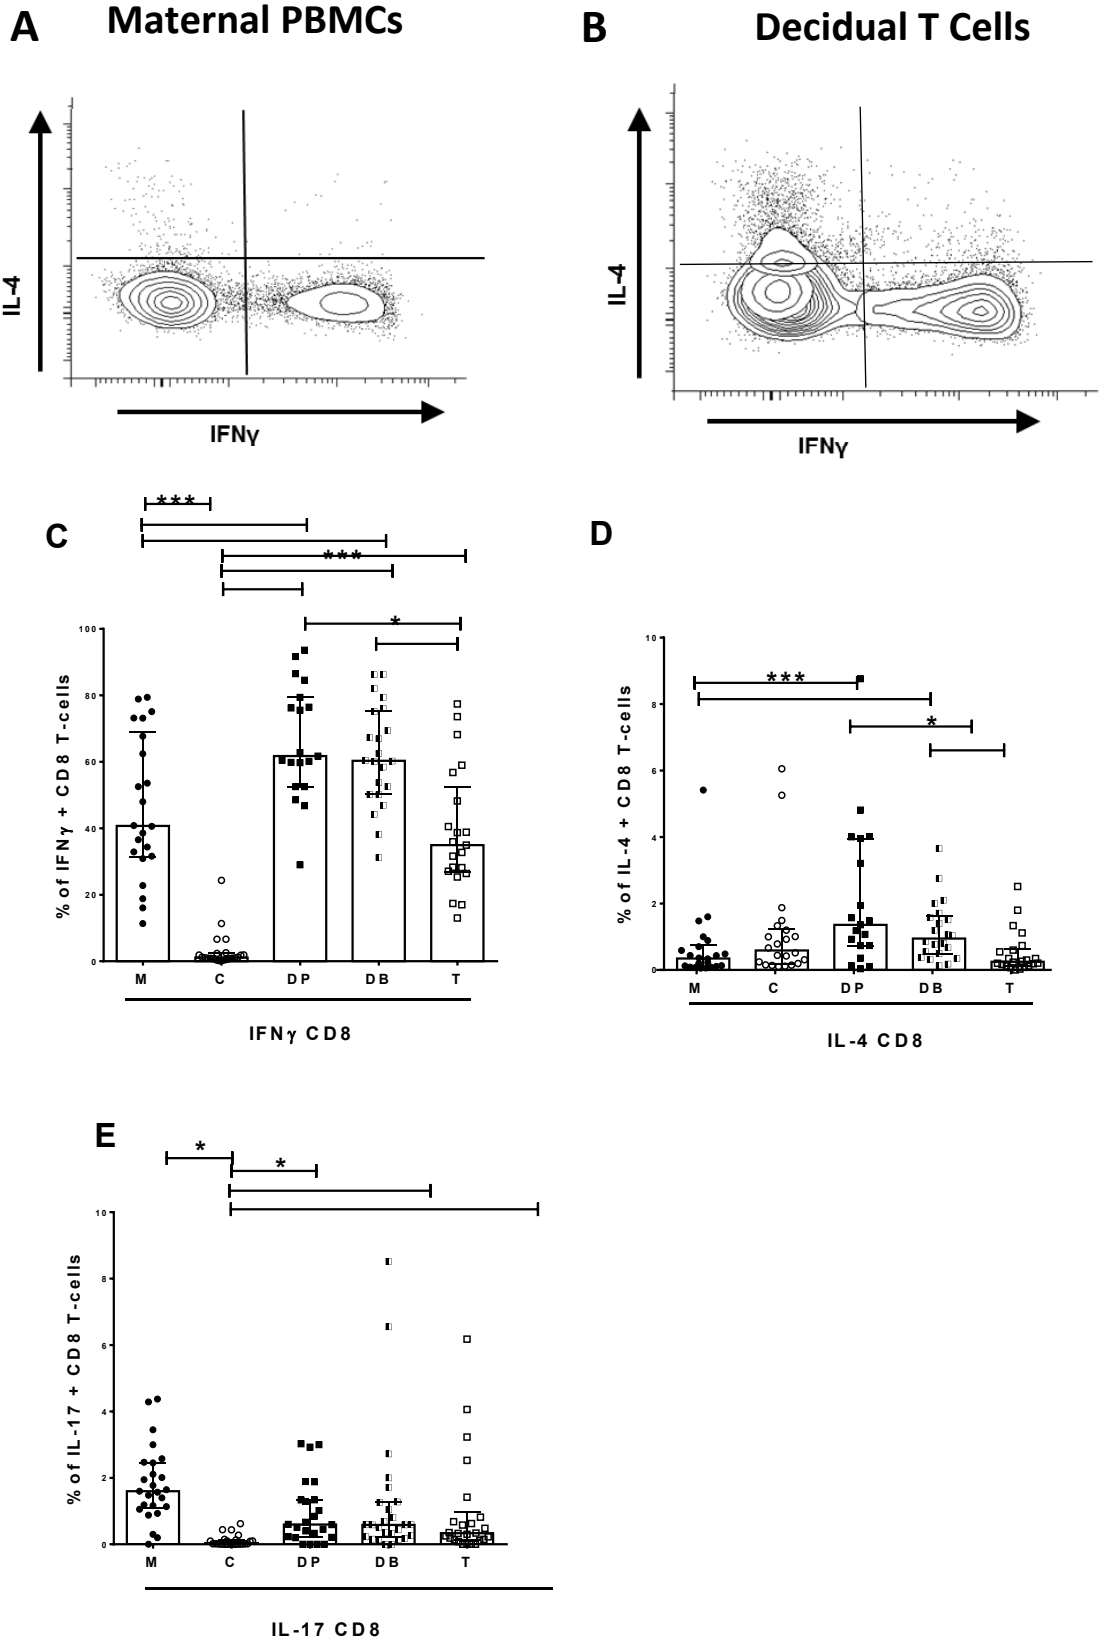 A Maternal PBMCs
B Decidual T Cells
IL-4
IFNγ
IL-4
IFNγ
C
***
***
*
% of IFNγ + CD8 T-cells
100
80
60
40
20
0
M C DP DB T
IFNγ CD8
D
***
*
% of IL-4 + CD8 T-cells
10
8
6
4
2
0
M C DP DB T
IL-4 CD8
E
*
*
% of IL-17 + CD8 T-cells
10
8
6
4
2
0
M C DP DB T
IL-17 CD8